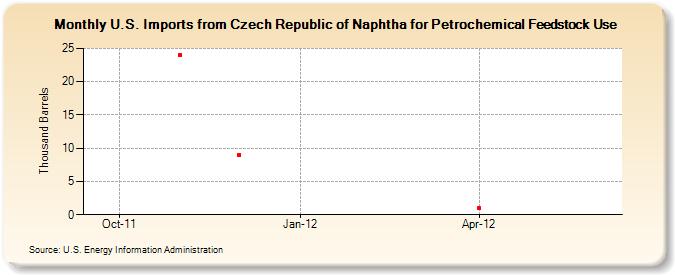 Monthly U.S. Imports from Czech Republic of Naphtha for Petrochemical Feedstock Use
Thousand Barrels
25
20
15
10
5
0
Oct-11
Jan-12
Apr-12
Source: U.S. Energy Information Administration